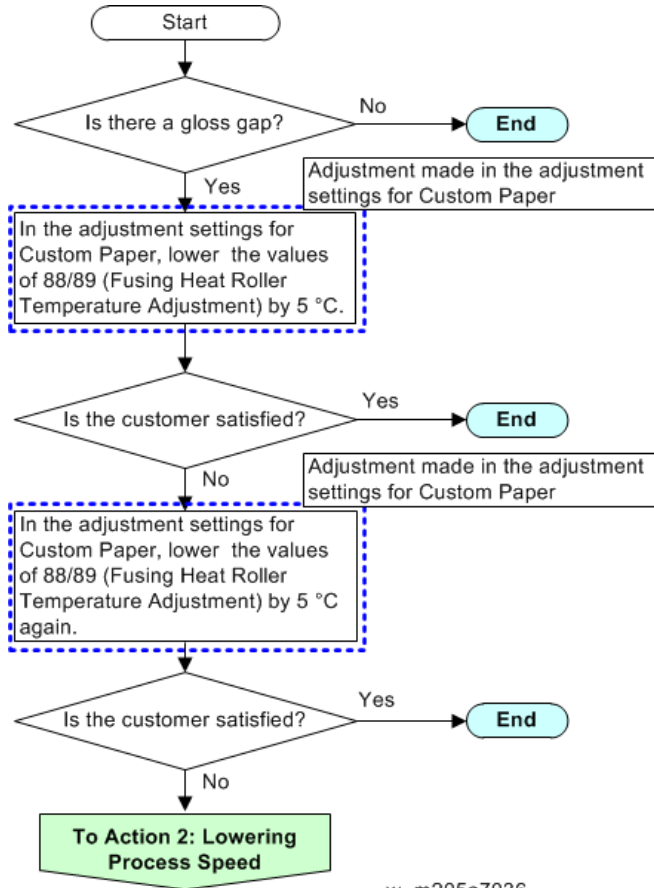 Start
Is there a gloss gap?
No
End
Yes
Adjustment made in the adjustment
settings for Custom Paper
In the adjustment settings for
Custom Paper, lower the values
of 88/89 (Fusing Heat Roller
Temperature Adjustment) by 5 °C.
Is the customer satisfied?
Yes
End
No
Adjustment made in the adjustment
settings for Custom Paper
In the adjustment settings for
Custom Paper, lower the values
of 88/89 (Fusing Heat Roller
Temperature Adjustment) by 5 °C
again.
Is the customer satisfied?
Yes
End
No
To Action 2: Lowering
Process Speed